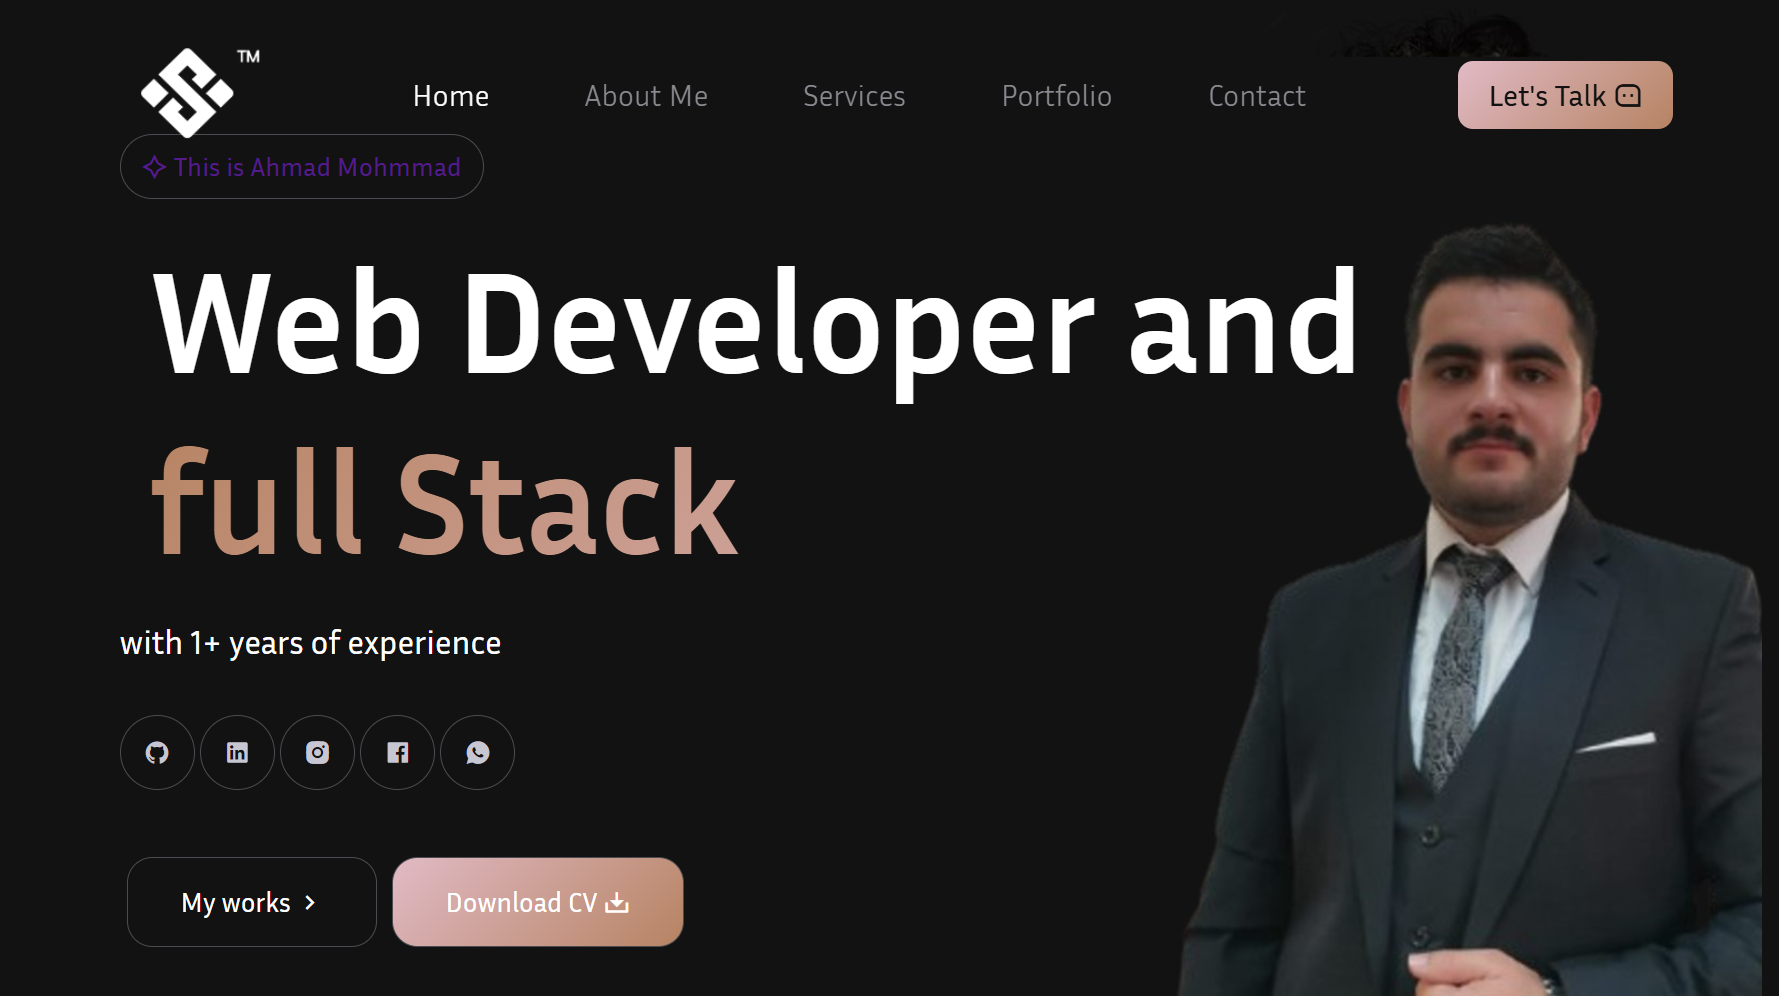 TM
Home
About Me
Services
Portfolio
Contact
Let's Talk
This is Ahmad Mohmmad
Web Developer and
full Stack
with 1+ years of experience
My works
Download CV